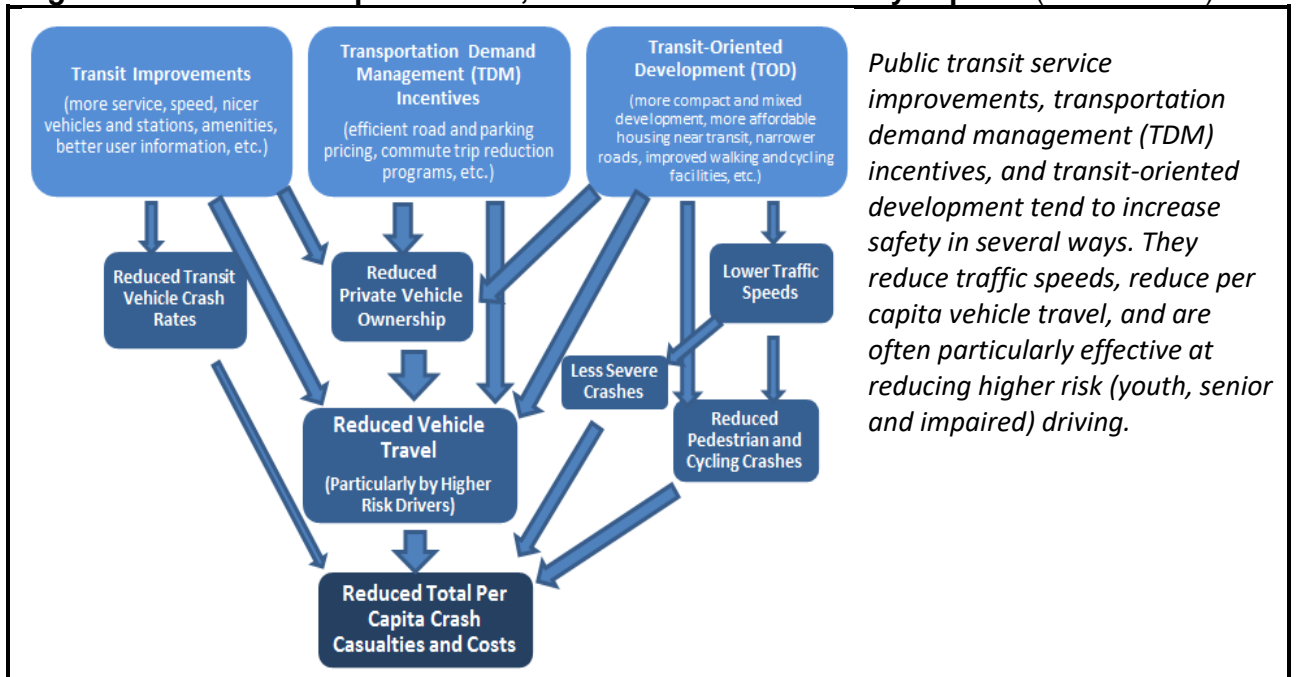 Transit Improvements
(more service, speed, nicer
vehicles and stations, amenities,
better user information, etc.)
Transportation Demand
Management (TDM)
Incentives
(efficient road and parking
pricing, commute trip reduction
programs, etc.)
Transit-Oriented
Development (TOD)
(more compact and mixed
development, more affordable
housing near transit, narrower
roads, improved walking and cycling
facilities, etc.)
Public transit service
improvements, transportation
demand management (TDM)
incentives, and transit-oriented
development tend to increase
safety in several ways. They
reduce traffic speeds, reduce per
capita vehicle travel, and are
often particularly effective at
reducing higher risk (youth, senior
and impaired) driving.
Reduced Transit
Vehicle Crash
Rates
Reduced
Private Vehicle
Ownership
Lower Traffic
Speeds
Less Severe
Crashes
Reduced Vehicle
Travel
(Particularly by Higher
Risk Drivers)
Reduced
Pedestrian and
Cycling Crashes
Reduced Total Per
Capita Crash
Casualties and Costs